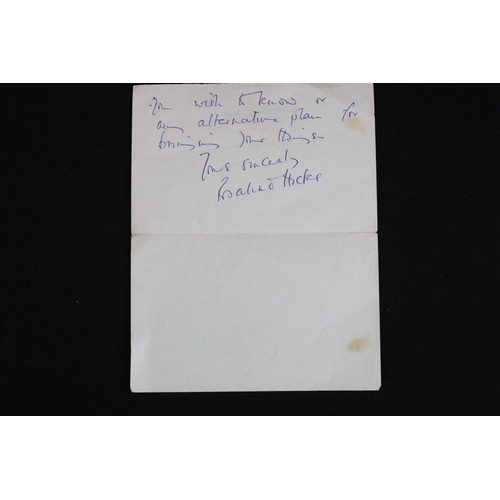 you wish to know or
any alternative plan for
bringing your things
Yours sincerely
Rosalind Hicks